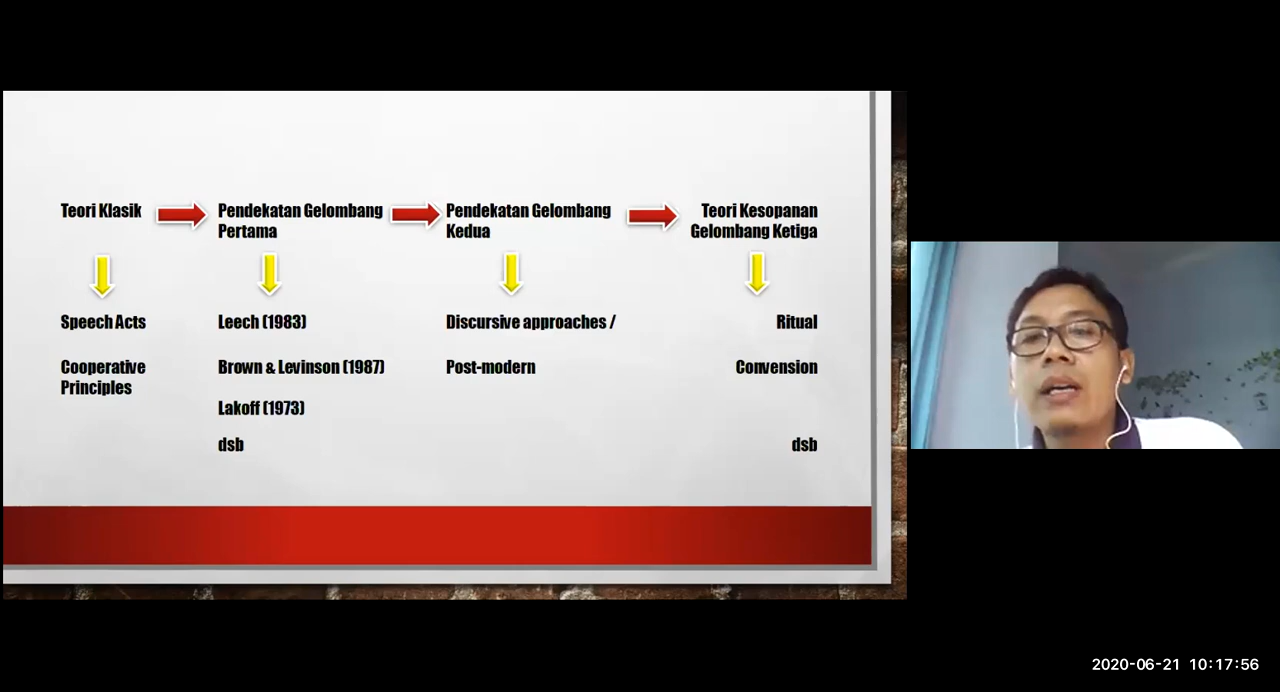 Teori Klasik
Pendekatan Gelombang
Pertama
Pendekatan Gelombang
Kedua
Teori Kesopanan
Gelombang Ketiga
Speech Acts
Leech (1983)
Discursive approaches /
Ritual
Cooperative
Principles
Brown & Levinson (1987)
Post-modern
Convension
Lakoff (1973)
dsb
dsb
2020-06-21 10:17:56